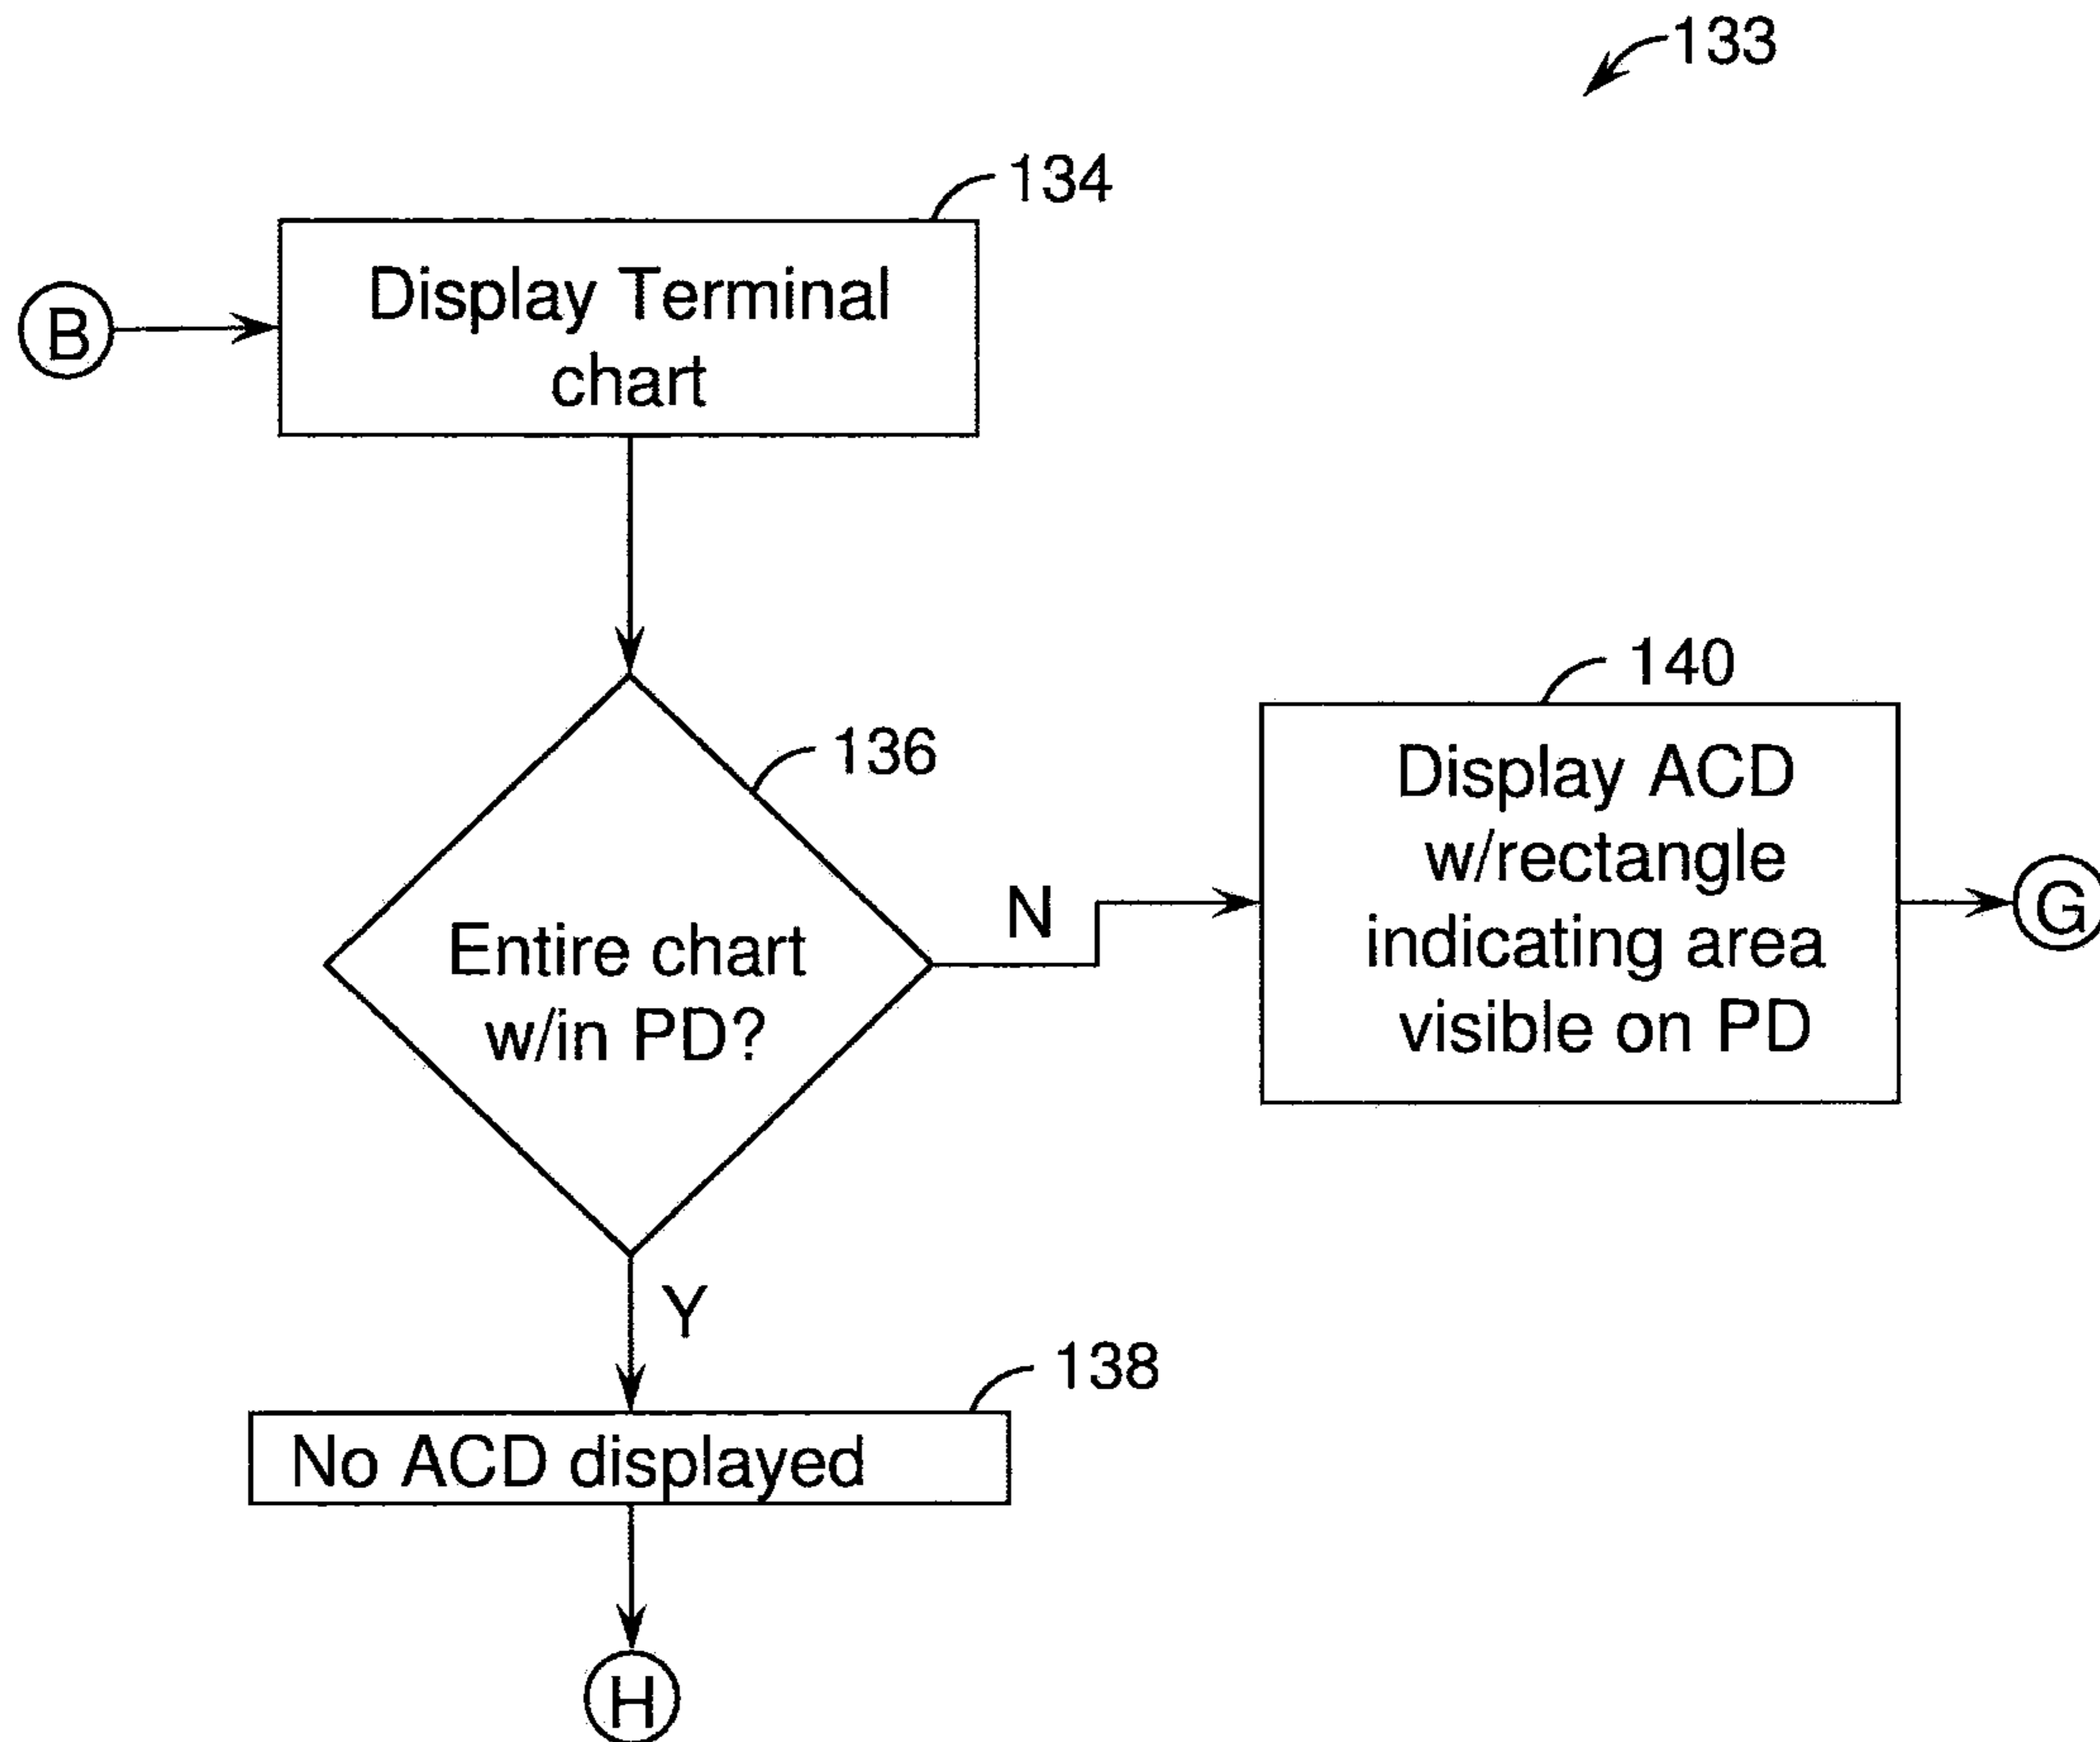 133
134
Display Terminal
chart
B
136
Entire chart
w/in PD?
N
140
Display ACD
w/rectangle
indicating area
visible on PD
G
Y
138
No ACD displayed
H